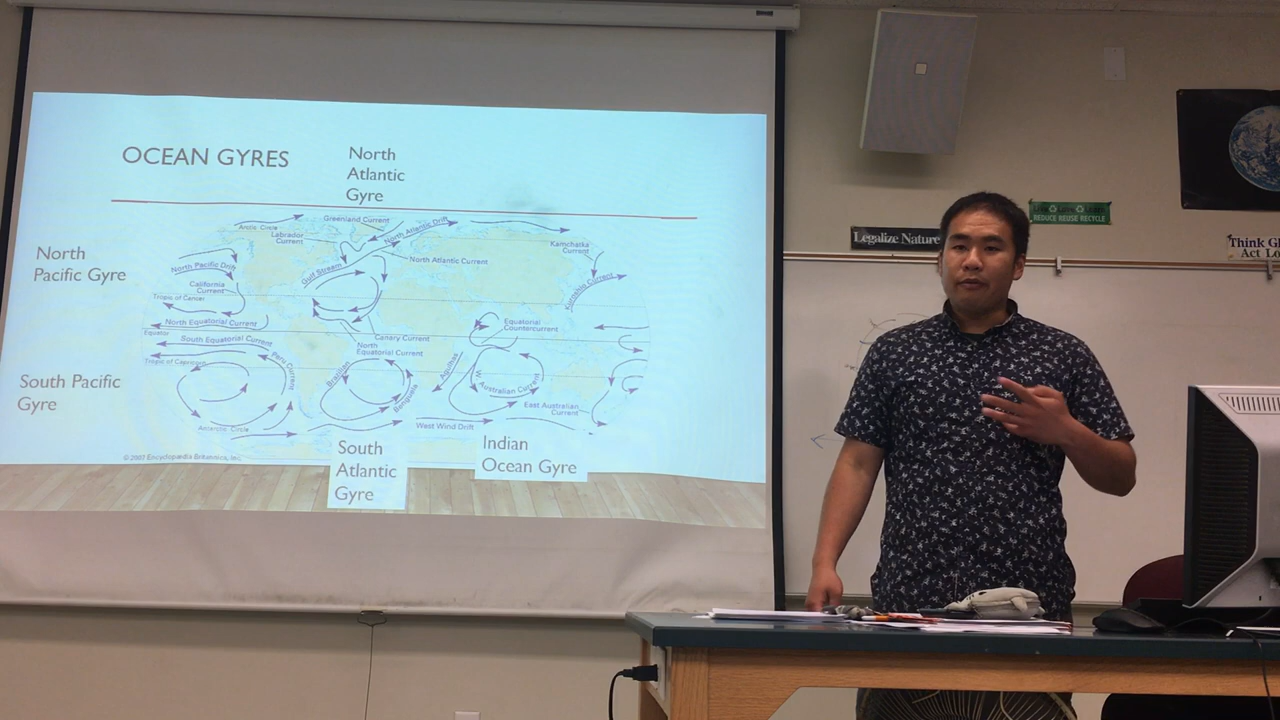 OCEAN GYRES
North
Atlantic
Gyre
North
Pacific Gyre
South Pacific
Gyre
South
Atlantic
Gyre
Indian
Ocean Gyre
Arctic Circle
Greenland Current
Labrador
Current
North Atlantic Drift
North Atlantic Current
Gulf Stream
Kamchatka
Current
North Pacific Drift
California
Current
Tropic of Cancer
North Equatorial Current
Equator
South Equatorial Current
Tropic of Capricorn
Peru Current
Canary Current
North
Equatorial Current
Equatorial
Countercurrent
Brazilian
Benguela
Agulhas
W. Australian Current
East Australian
Current
West Wind Drift
Antarctic Circle
© 2007 Encyclopædia Britannica, Inc.
Legalize Nature
REDUCE REUSE RECYCLE
Think Gl
Act Lo